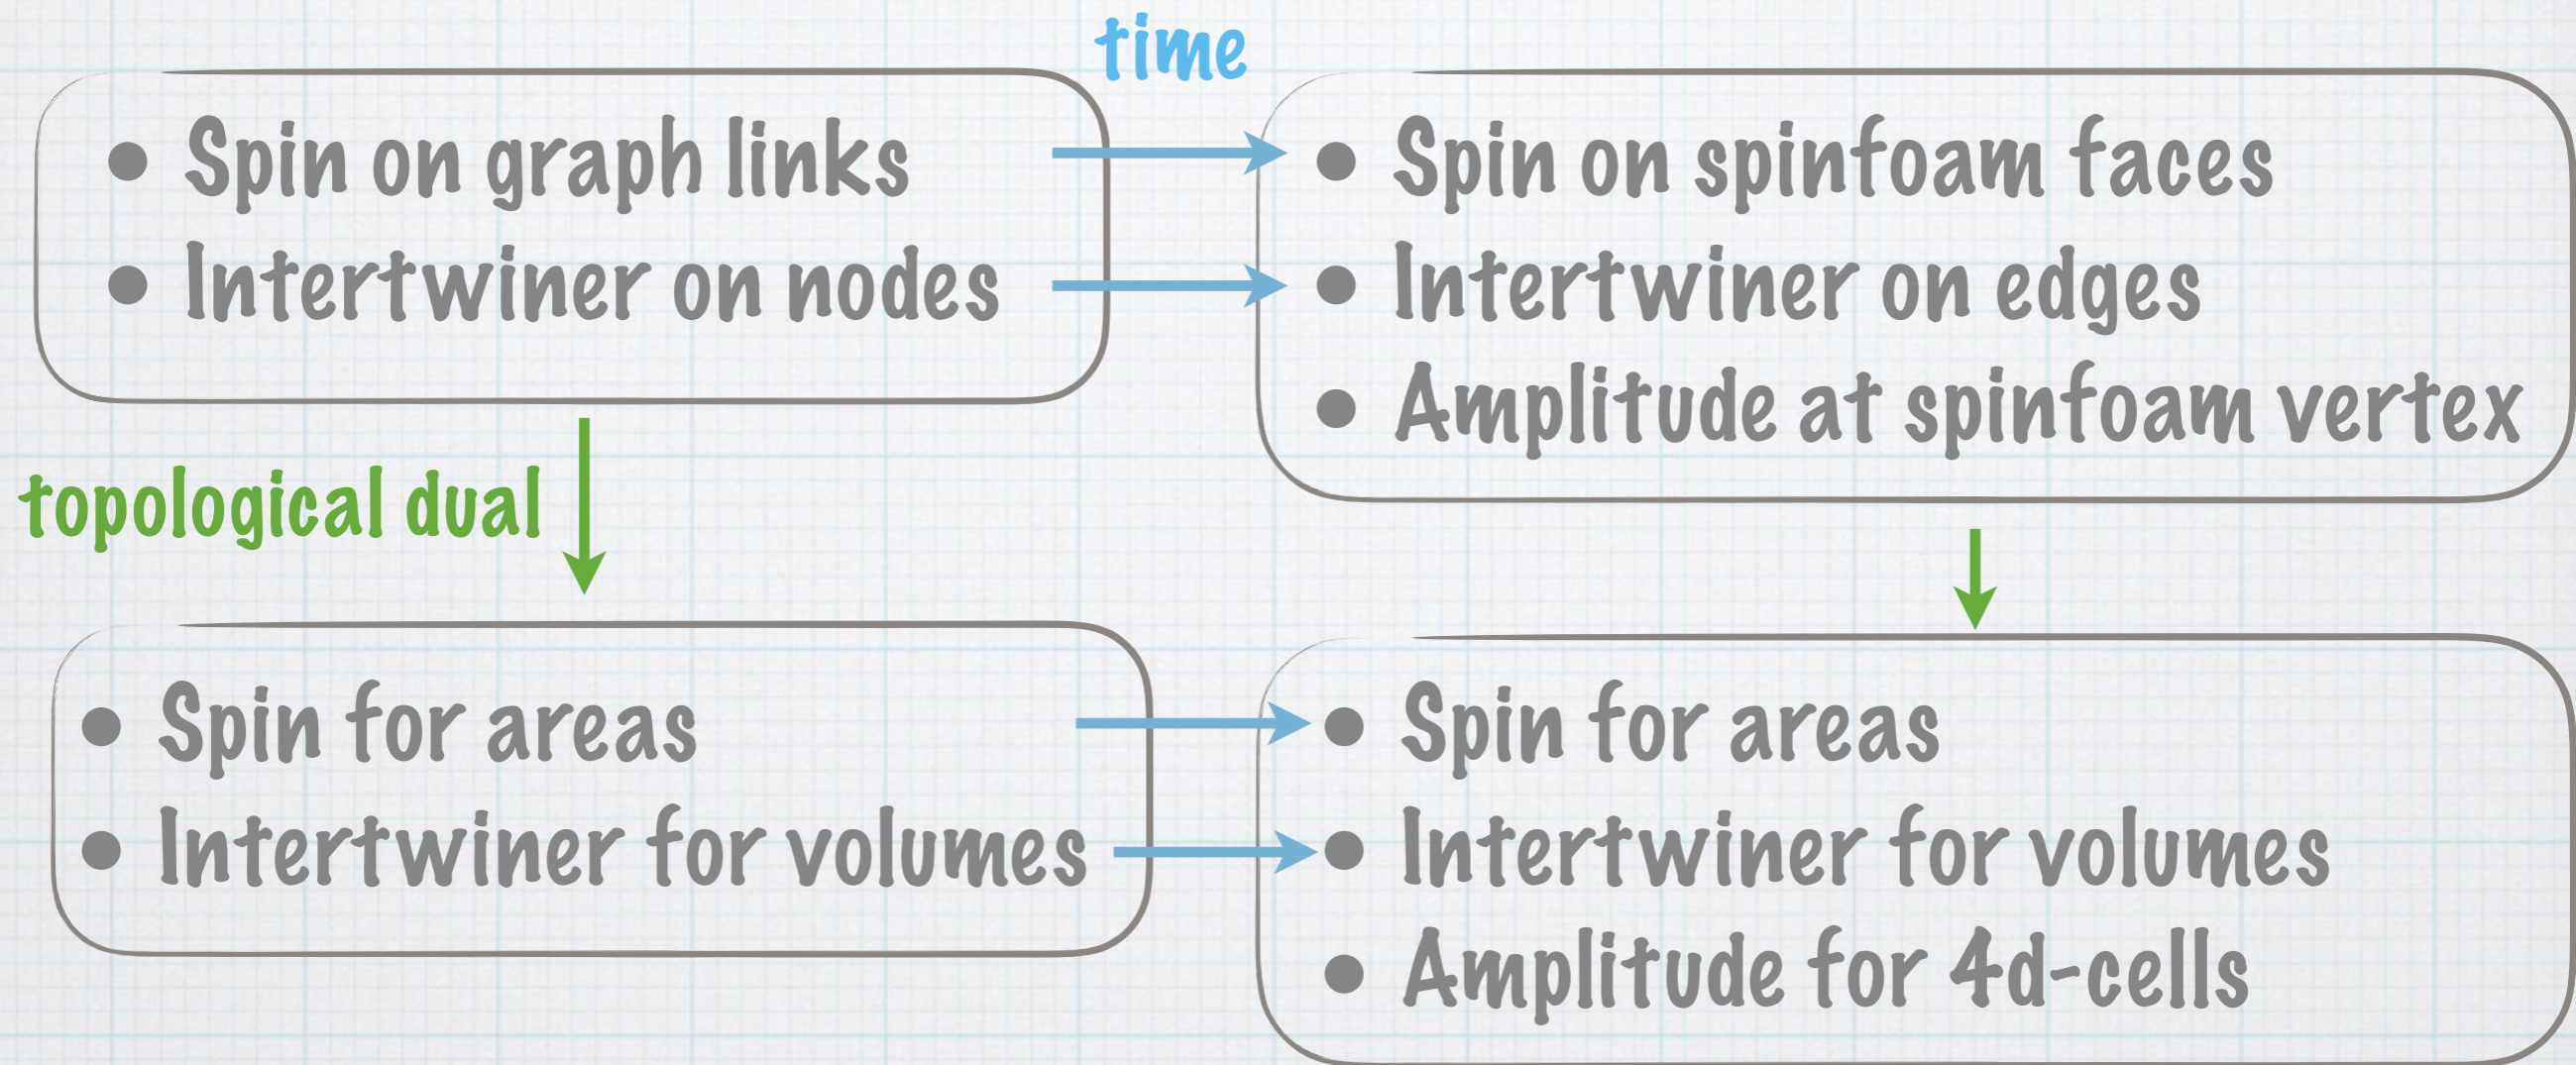 time
• Spin on graph links
• Intertwiner on nodes
• Spin on spinfoam faces
• Intertwiner on edges
• Amplitude at spinfoam vertex
topological dual
• Spin for areas
• Intertwiner for volumes
• Spin for areas
• Intertwiner for volumes
• Amplitude for 4d-cells